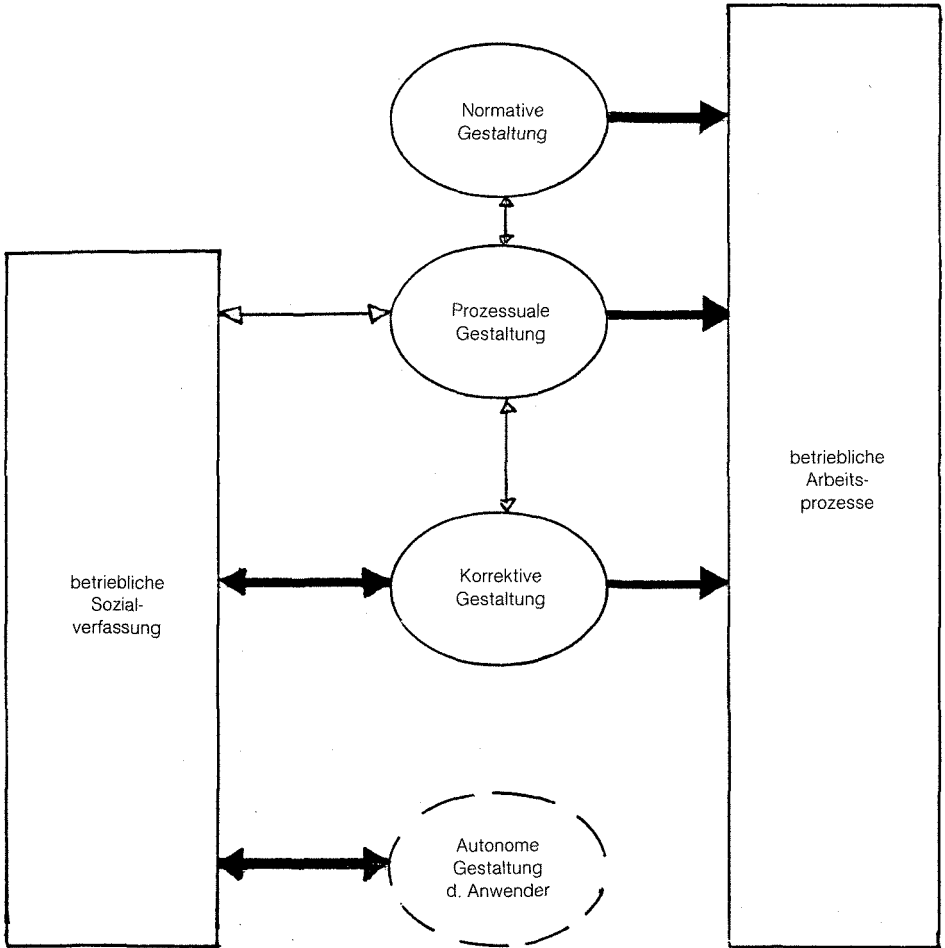 Normative
Gestaltung
Prozessuale
Gestaltung
betriebliche
Arbeits-
prozesse
betriebliche
Sozial-
verfassung
Korrektive
Gestaltung
Autonome
Gestaltung
d. Anwender